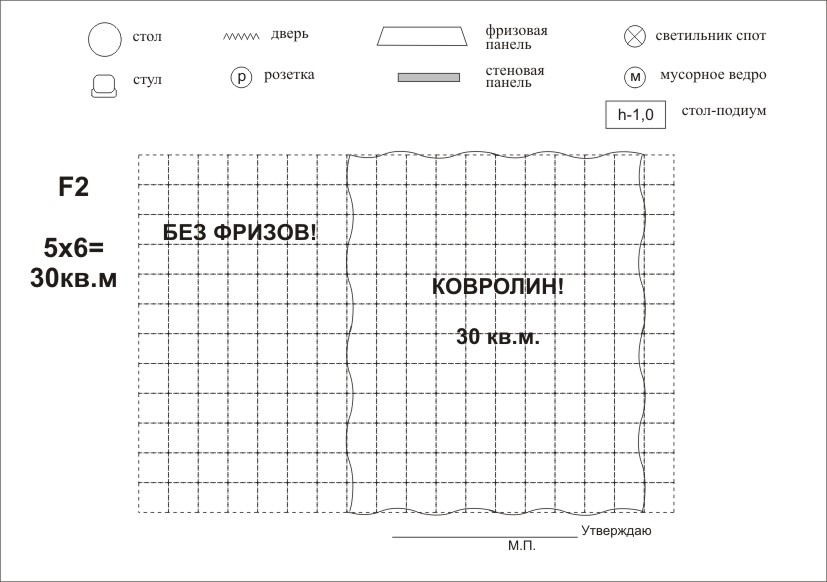 стол
дверь
фризовая
панель
светильник спот
стул
р
розетка
стеновая
панель
м
мусорное ведро
h-1,0
стол-подиум
F2
5х6=
30кв.м
БЕЗ ФРИЗОВ!
КОВРОЛИН!
30 кв.м.
Утверждаю
М.П.